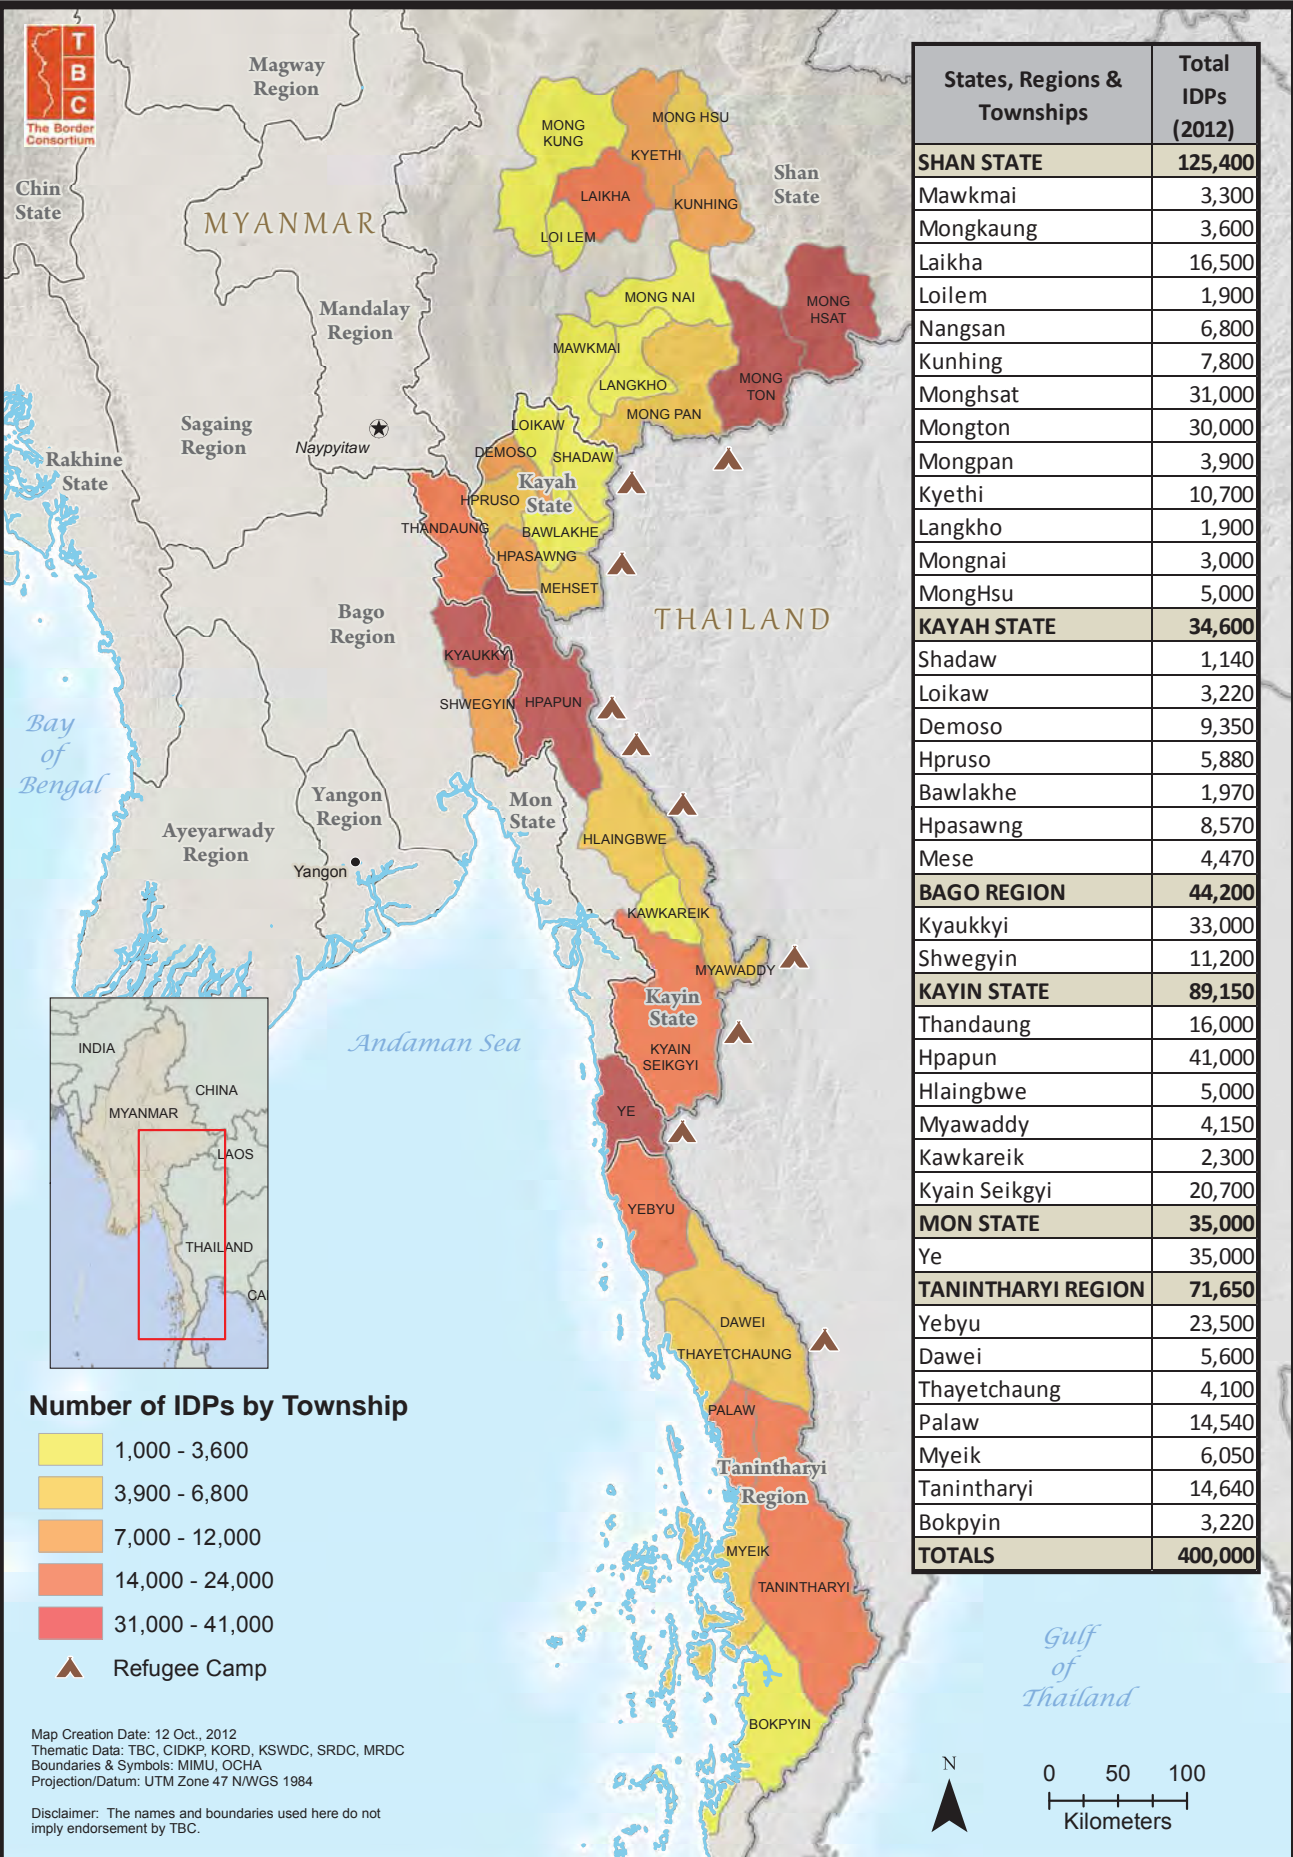 T
B
C
The Border
Consortium
Magway
Region
Chin
State
MYANMAR
Mandalay
Region
Sagaing
Region
Naypyitaw
Rakhine
State
Bago
Region
Bay
of
Bengal
Yangon
Region
Ayeyarwady
Region
Yangon
Mon
State
Andaman Sea
Shan
State
MONG
KUNG
MONG HSU
KYETHI
LAIKHA
KUNHING
LOI LEM
MONG NAI
MONG
HSAT
MAWKMAI
LANGKHO
MONG
TON
MONG PAN
LOIKAW
DEMOSO
SHADAW
Kayah
State
HPRUSO
THANDAUNG
BAWLAKHE
HPASAWNG
MEHSET
THAILAND
KYAUKKYI
SHWEGYIN
HPAPUN
HLAINGBWE
KAWKAREIK
MYAWADDY
Kayin
State
KYAIN
SEIKGYI
YE
YEBYU
DAWEI
THAYETCHAUNG
PALAW
Tanintharyi
Region
MYEIK
TANINTHARYI
BOKPYIN
Gulf
of
Thailand
INDIA
CHINA
MYANMAR
LAOS
THAILAND
CA
States, Regions &
Townships
Total
IDPs
(2012)
SHAN STATE 125,400
Mawkmai 3,300
Mongkaung 3,600
Laikha 16,500
Loilem 1,900
Nangsan 6,800
Kunhing 7,800
Monghsat 31,000
Mongton 30,000
Mongpan 3,900
Kyethi 10,700
Langkho 1,900
Mongnai 3,000
MongHsu 5,000
KAYAH STATE 34,600
Shadaw 1,140
Loikaw 3,220
Demoso 9,350
Hpruso 5,880
Bawlakhe 1,970
Hpasawng 8,570
Mese 4,470
BAGO REGION 44,200
Kyaukkyi 33,000
Shwegyin 11,200
KAYIN STATE 89,150
Thandaung 16,000
Hpapun 41,000
Hlaingbwe 5,000
Myawaddy 4,150
Kawkareik 2,300
Kyain Seikgyi 20,700
MON STATE 35,000
Ye 35,000
TANINTHARYI REGION 71,650
Yebyu 23,500
Dawei 5,600
Thayetchaung 4,100
Palaw 14,540
Myeik 6,050
Tanintharyi 14,640
Bokpyin 3,220
TOTALS 400,000
Number of IDPs by Township
1,000 - 3,600
3,900 - 6,800
7,000 - 12,000
14,000 - 24,000
31,000 - 41,000
Refugee Camp
Map Creation Date: 12 Oct., 2012
Thematic Data: TBC, CIDKP, KORD, KSWDC, SRDC, MRDC
Boundaries & Symbols: MIMU, OCHA
Projection/Datum: UTM Zone 47 N/WGS 1984
Disclaimer: The names and boundaries used here do not
imply endorsement by TBC.
N
0 50 100
Kilometers